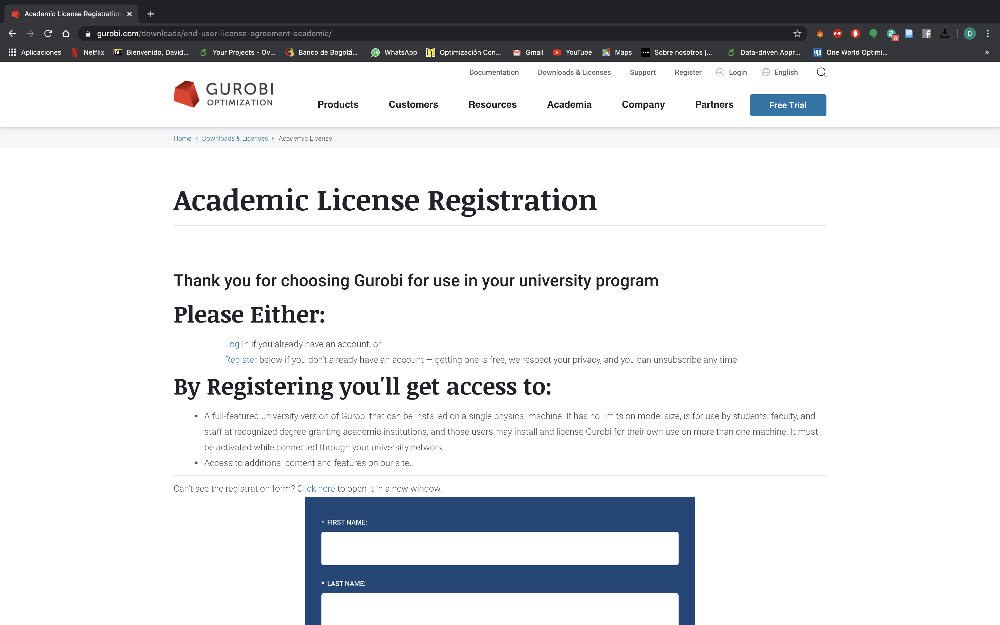 Academic License Registration
gurobi.com/downloads/end-user-license-agreement-academic/
ABP
8
D
Aplicaciones
Netflix
Bb Bienvenido, David...
Your Projects - Ov...
Banco de Bogotá...
79 WhatsApp
Optimización Con...
Gmail
YouTube
Maps
Sobre nosotros |...
Data-driven Appr...
uni vie One World Optimi...
»
Documentation
Downloads & Licenses
Support
Register
Login
English
GUROBI
OPTIMIZATION
Products
Customers
Resources
Academia
Company
Partners
Free Trial
Home
Downloads & Licenses
Academic License
Academic License Registration
Thank you for choosing Gurobi for use in your university program
Please Either:
Log In if you already have an account, or
Register below if you don't already have an account — getting one is free, we respect your privacy, and you can unsubscribe any time.
By Registering you'll get access to:
• A full-featured university version of Gurobi that can be installed on a single physical machine. It has no limits on model size, is for use by students, faculty, and
staff at recognized degree-granting academic institutions, and those users may install and license Gurobi for their own use on more than one machine. It must
be activated while connected through your university network.
• Access to additional content and features on our site.
Can't see the registration form? Click here to open it in a new window.
* FIRST NAME:
* LAST NAME: